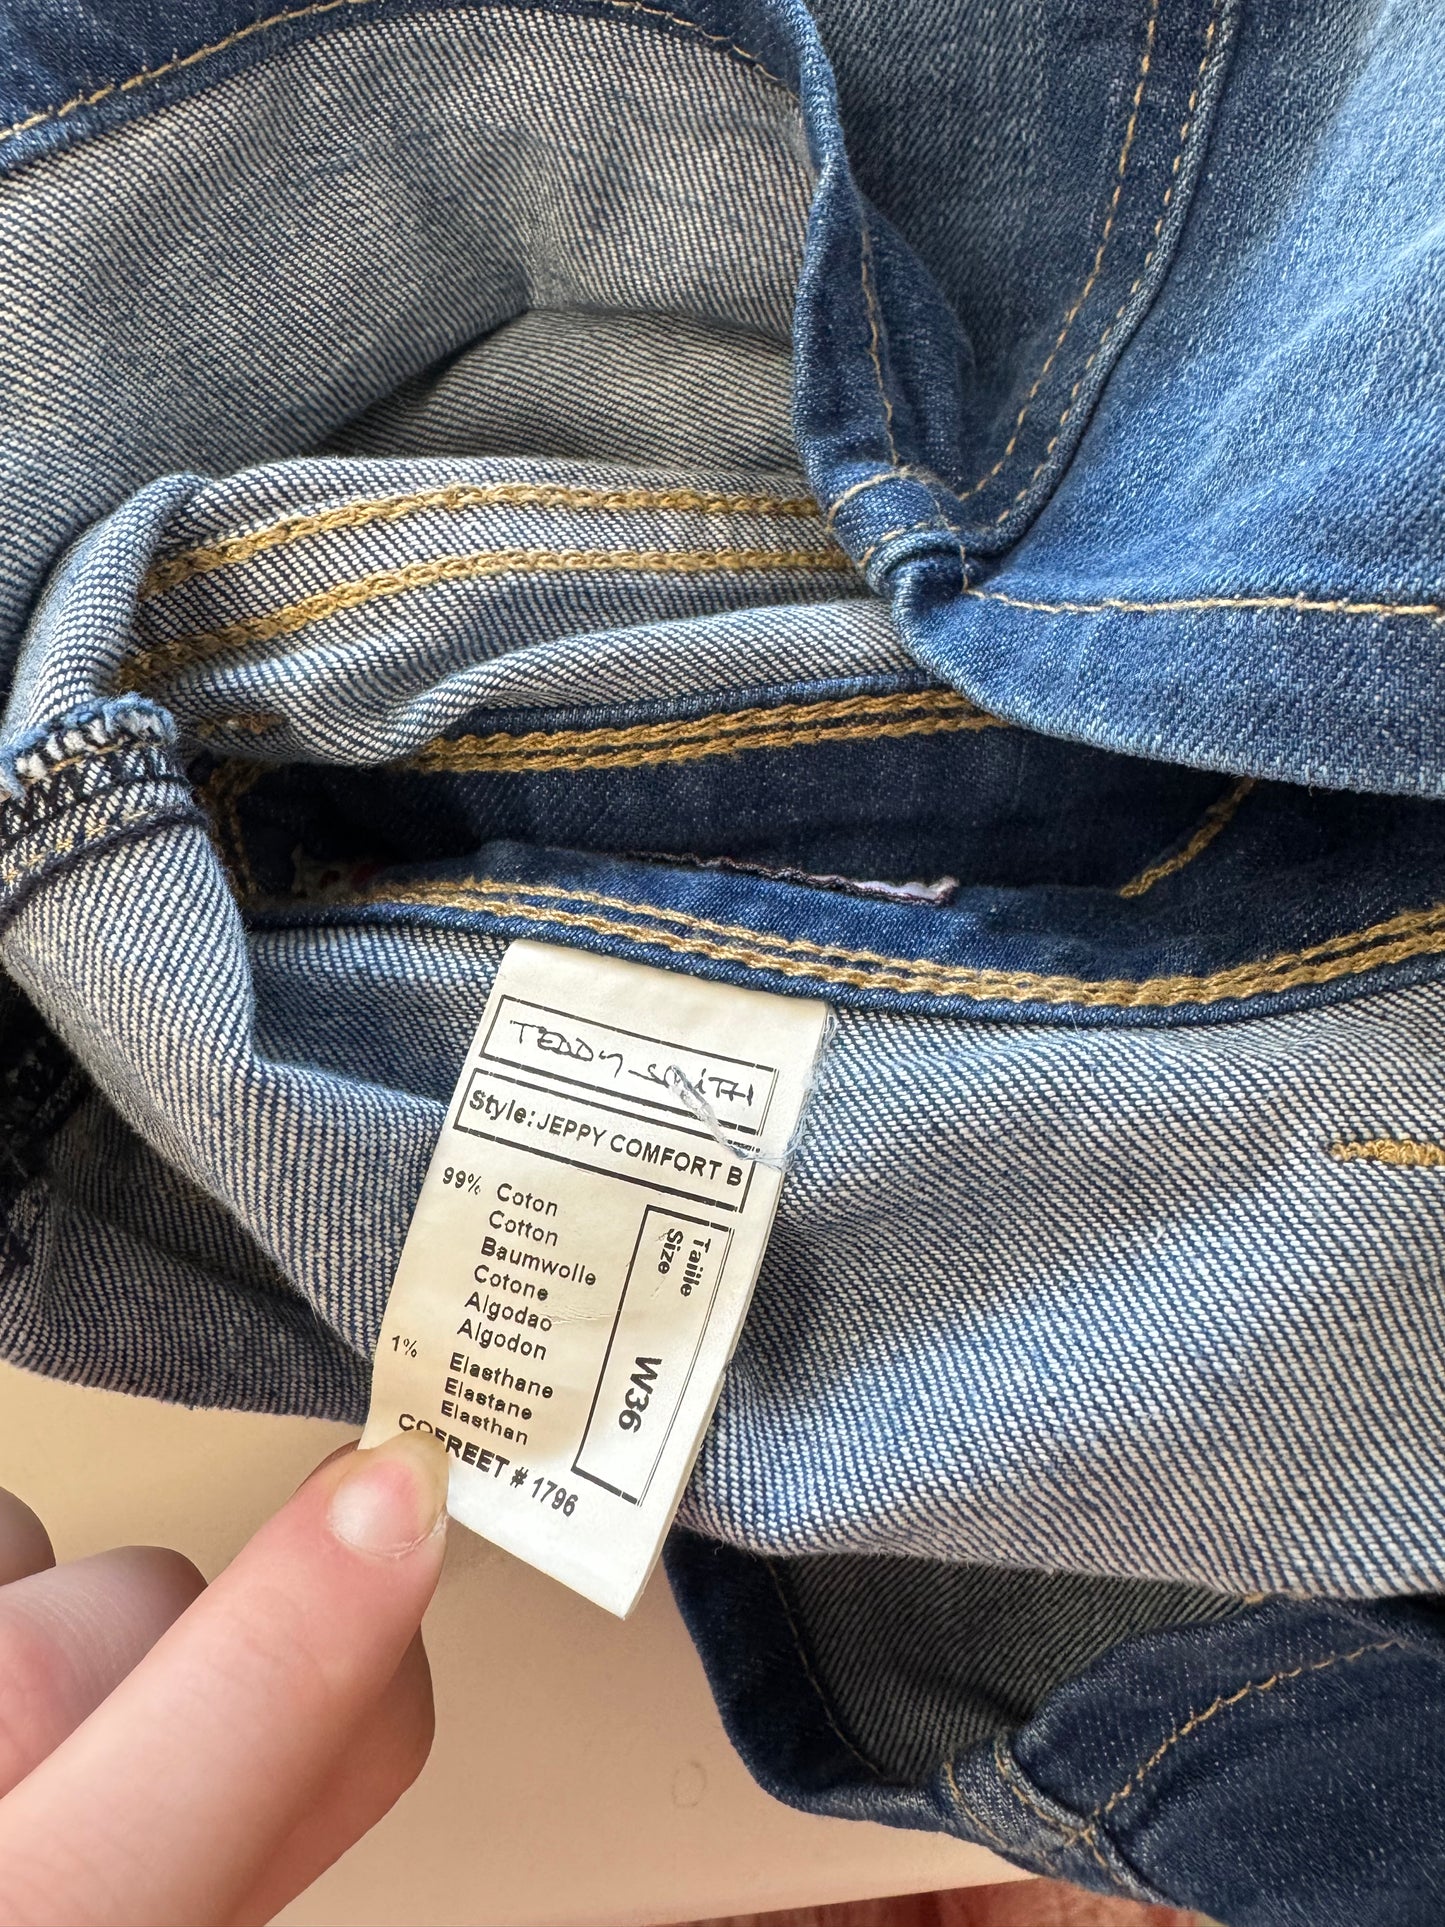 TEDDY SMiTH
Style: JEPPY COMFORT B
99% Coton
Cotton
Baumwolle
Cotone
Algodao
Algodon
1% Elasthane
Elastane
Elasthan
COFREET # 1796
Taille
Size
W36